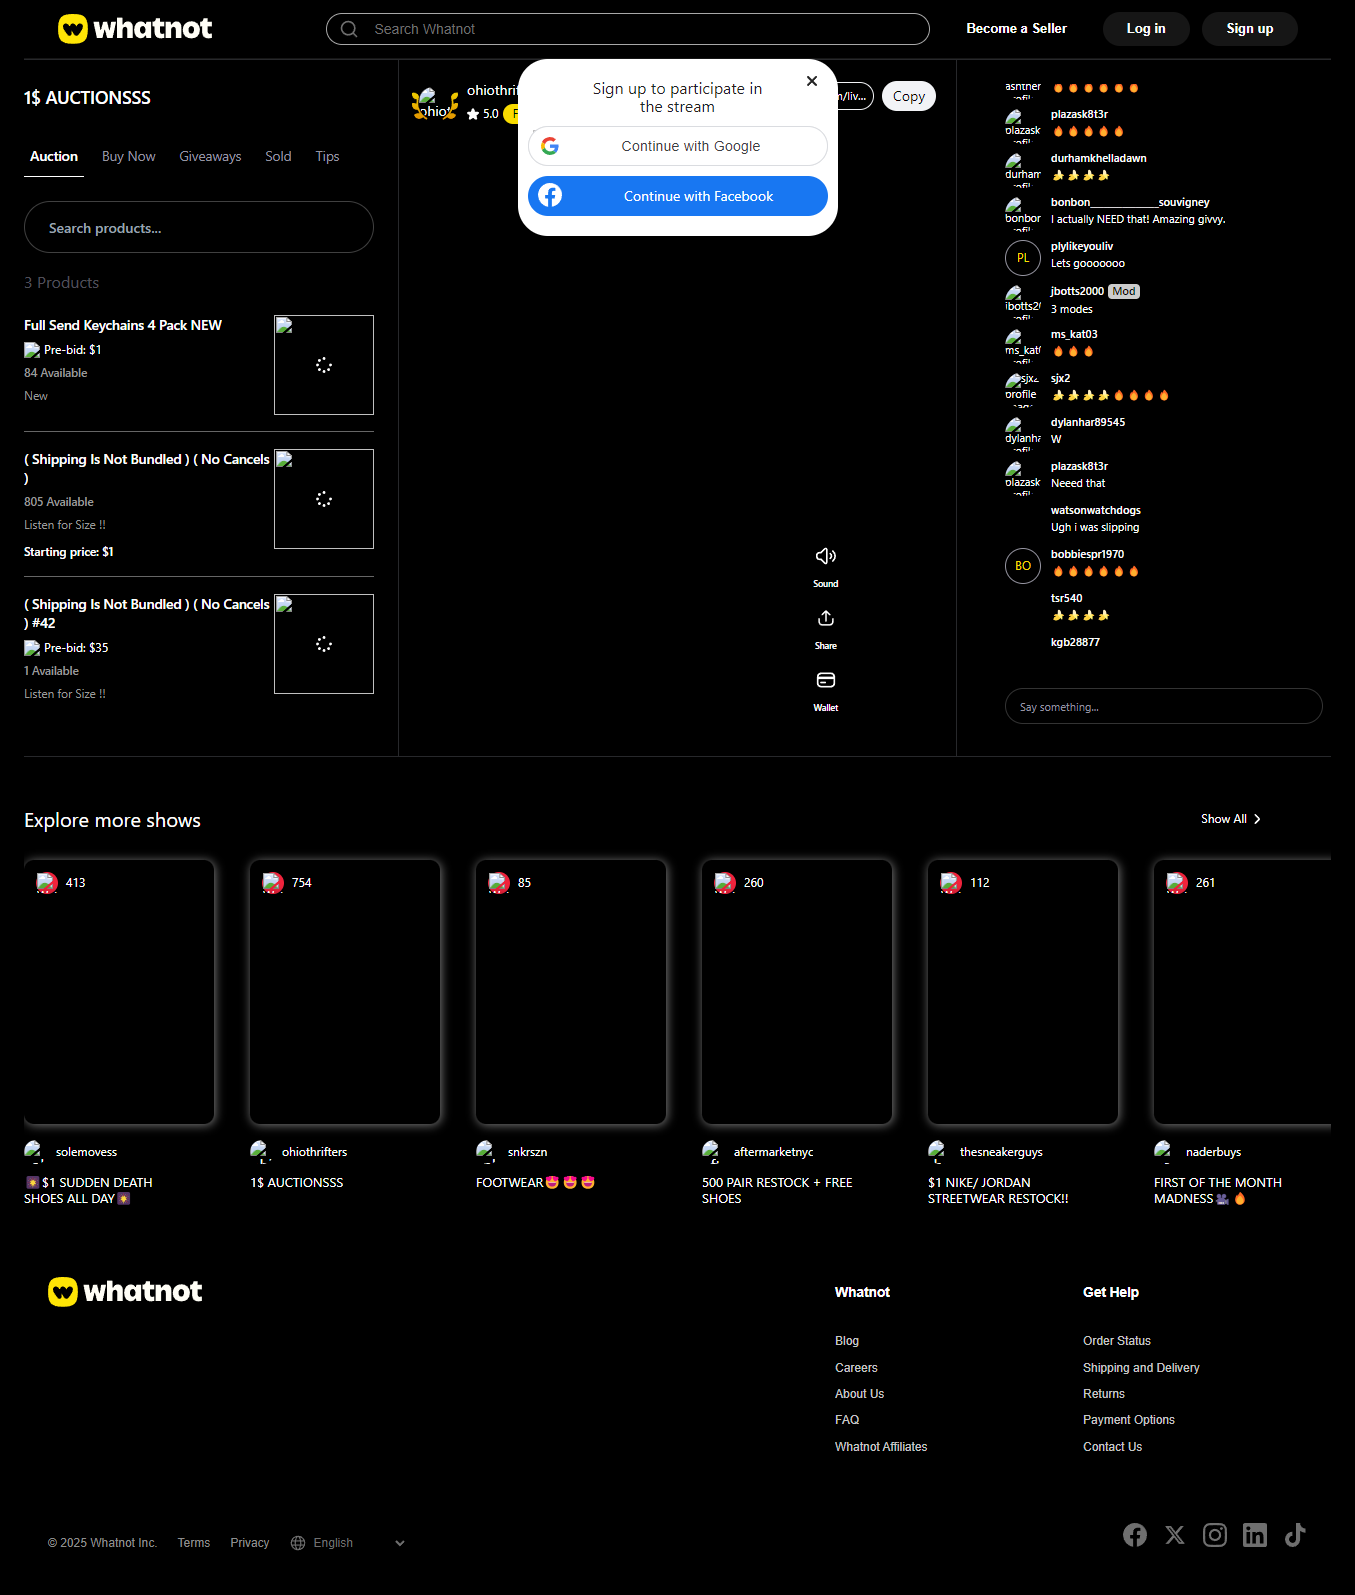 whatnot
Search Whatnot
Become a Seller
Log in
Sign up
1$ AUCTIONSSS
Auction
Buy Now
Giveaways
Sold
Tips
Search products...
3 Products
Full Send Keychains 4 Pack NEW
Pre-bid: $1
84 Available
New
( Shipping Is Not Bundled ) ( No Cancels
)
805 Available
Listen for Size !!
Starting price: $1
( Shipping Is Not Bundled ) ( No Cancels
) #42
Pre-bid: $35
1 Available
Listen for Size !!
5.0
Copy
Sign up to participate in
the stream
Continue with Google
Continue with Facebook
Sound
Share
Wallet
🔥🔥🔥🔥🔥🔥
plazask8t3r
🔥🔥🔥🔥🔥
durhamkhelladawn
🍌🍌🍌🍌
bonbon____________souvigney
I actually NEED that! Amazing givvy.
PL
plylikeyouliv
Lets gooooooo
jbotts2000 Mod
3 modes
ms_kat03
🔥🔥🔥
sjx2
🍌🍌🍌🍌🔥🔥🔥🔥
dylanhar89545
W
plazask8t3r
Neeed that
watsonwatchdogs
Ugh i was slipping
BO
bobbiespr1970
🔥🔥🔥🔥🔥🔥
tsr540
🍌🍌🍌🍌
kgb28877
Say something...
Explore more shows
Show All
413
solemovess
🎇$1 SUDDEN DEATH
SHOES ALL DAY🎇
754
ohiothrifters
1$ AUCTIONSSS
85
snkrszn
FOOTWEAR🤩🤩🤩
260
aftermarketnyc
500 PAIR RESTOCK + FREE
SHOES
112
thesneakerguys
$1 NIKE/ JORDAN
STREETWEAR RESTOCK!!
261
naderbuys
FIRST OF THE MONTH
MADNESS🎥🔥
whatnot
Whatnot
Blog
Careers
About Us
FAQ
Whatnot Affiliates
Get Help
Order Status
Shipping and Delivery
Returns
Payment Options
Contact Us
© 2025 Whatnot Inc.
Terms
Privacy
English